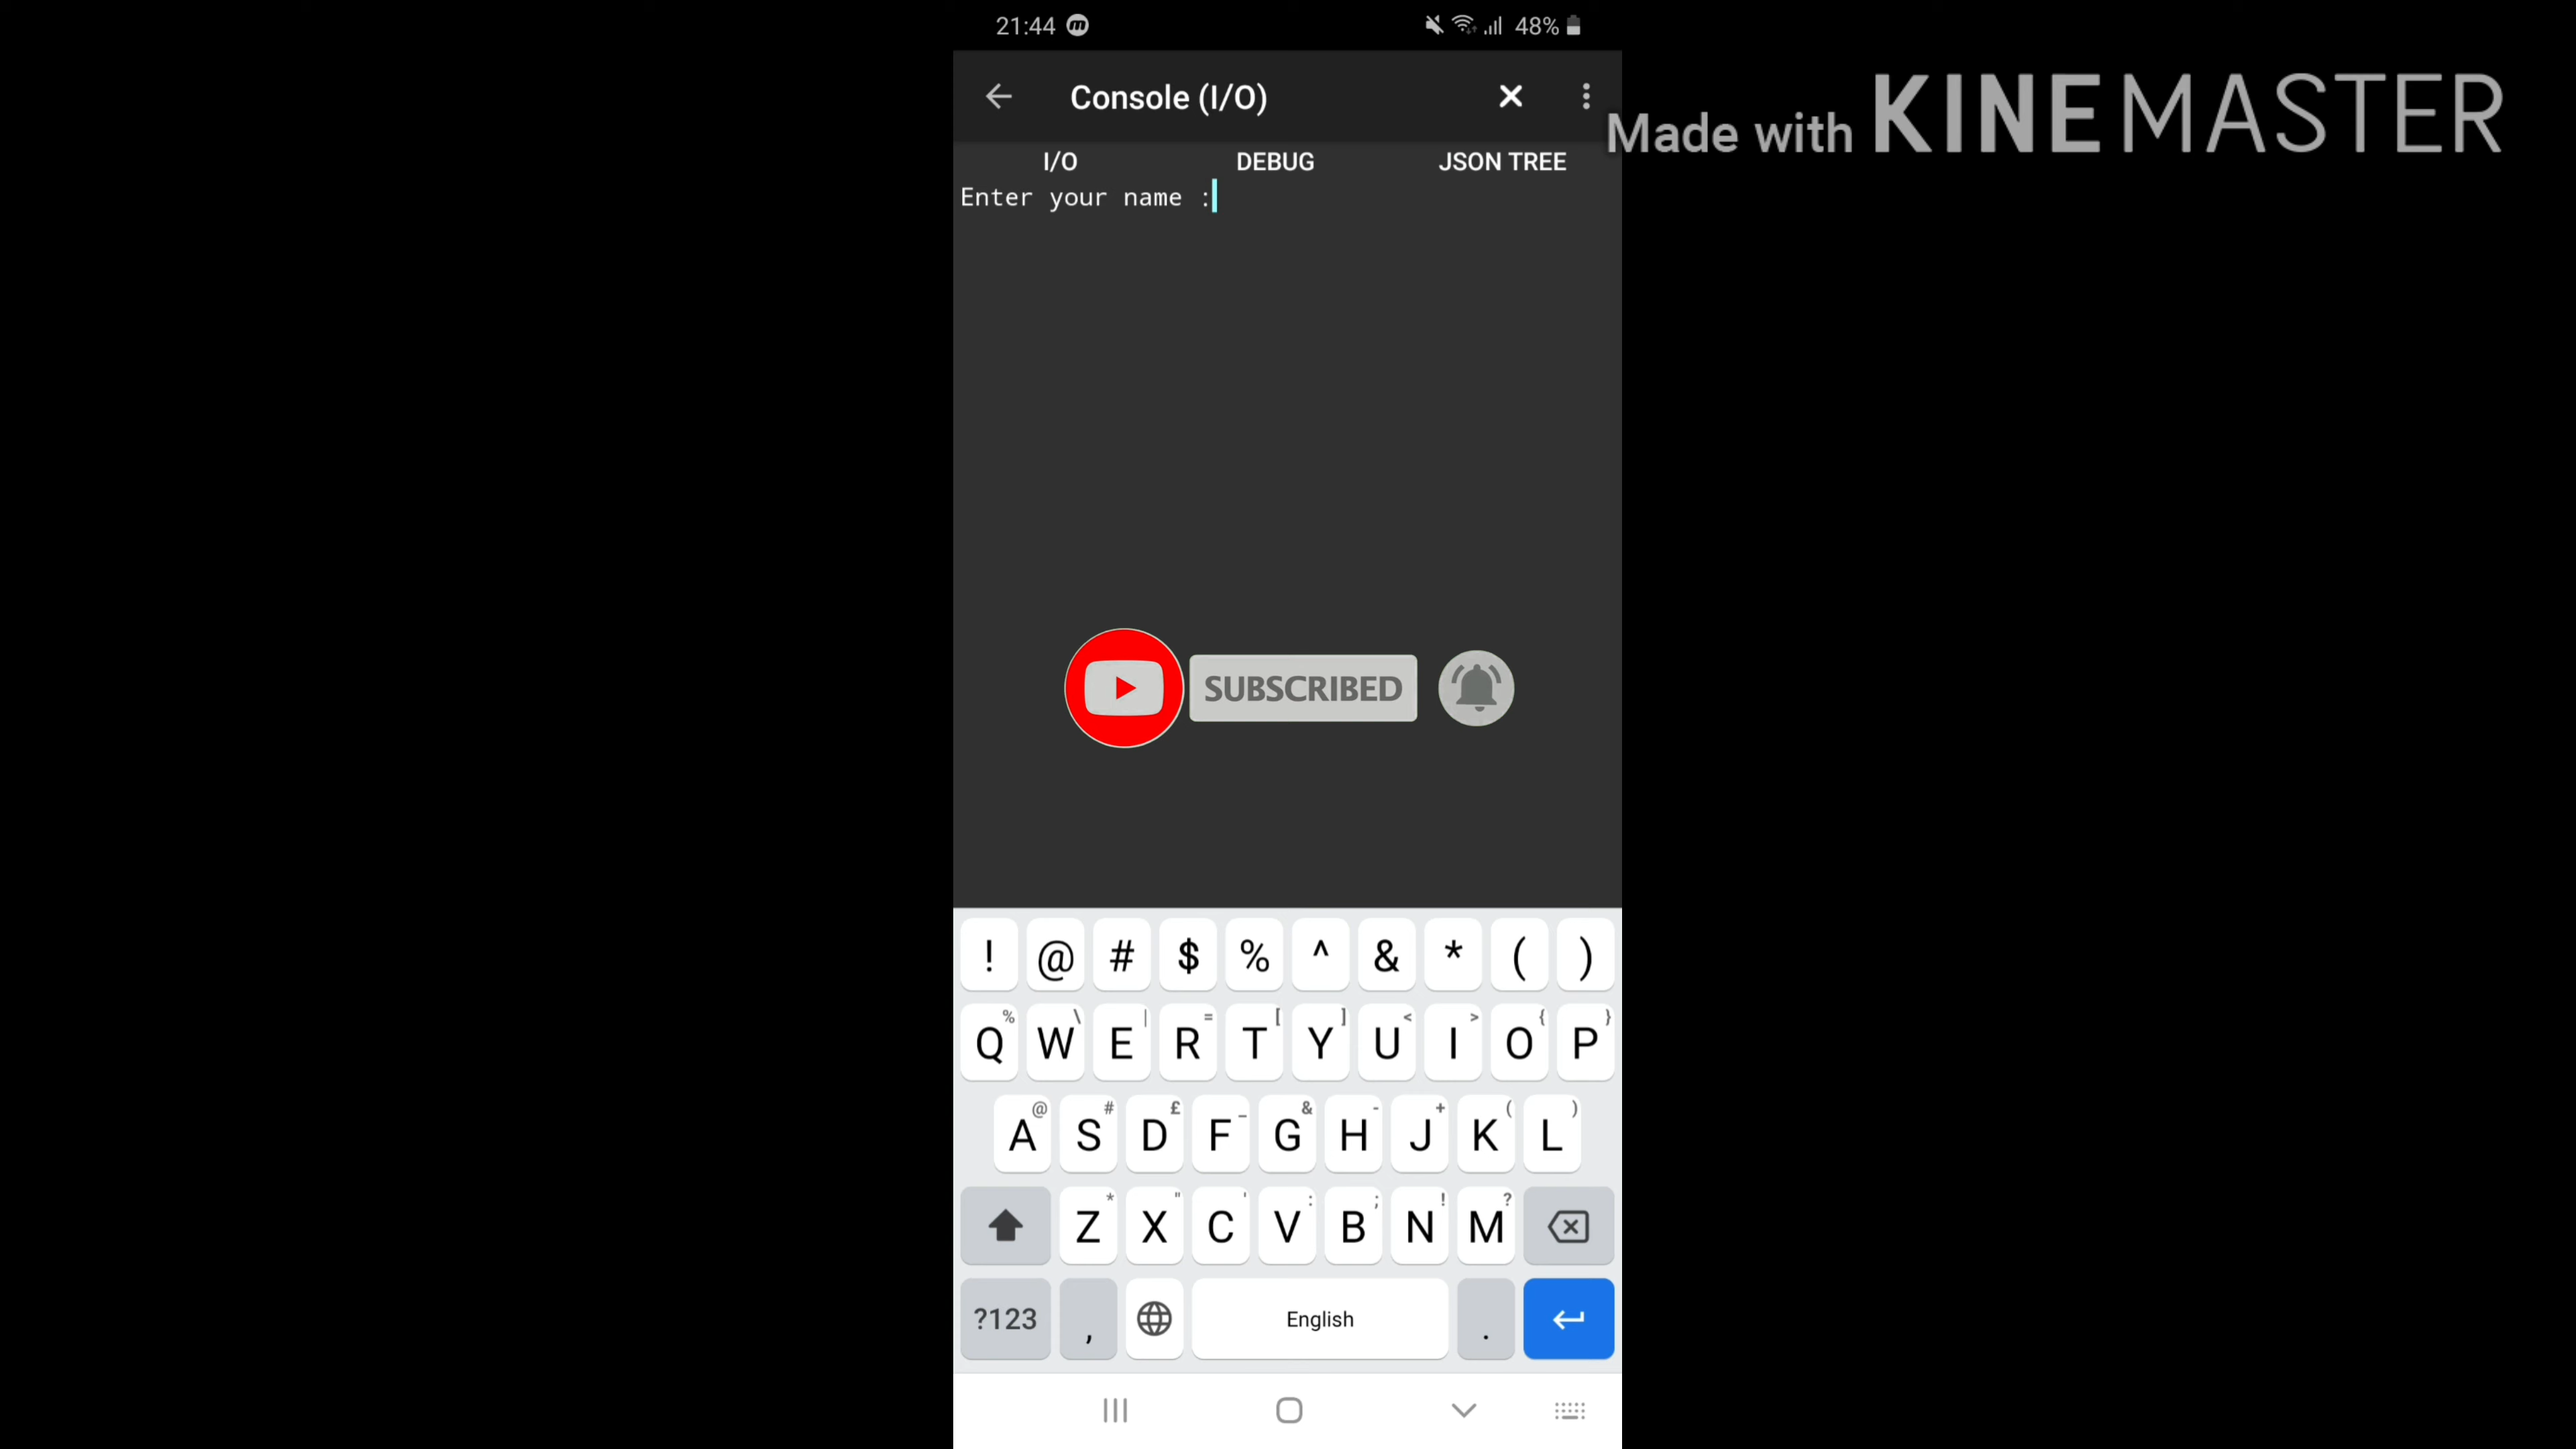 21:44 48%
Made with KINEMASTER
Console (I/O)
I/O DEBUG JSON TREE
Enter your name :
SUBSCRIBED
! @ # $ % ^ & * ( )
% \ | = [ ] < > { }
Q W E R T Y U I O P
@ # £ _ & - + ( )
A S D F G H J K L
* " ' : ; ! ?
Z X C V B N M
?123 , English .